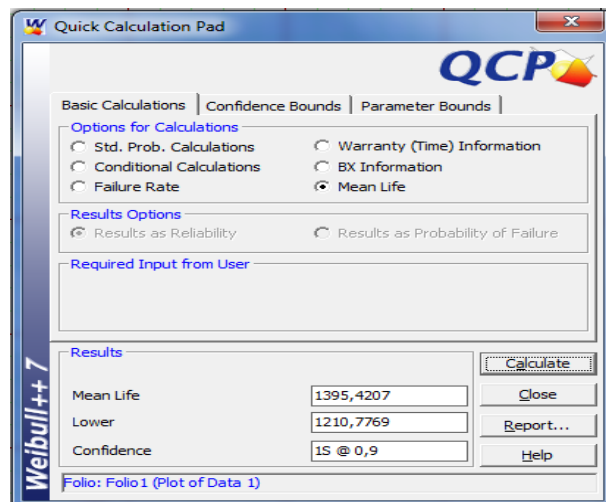 Quick Calculation Pad
QCP
Basic Calculations Confidence Bounds Parameter Bounds
Options for Calculations
Std. Prob. Calculations Warranty (Time) Information
Conditional Calculations BX Information
Failure Rate Mean Life
Results Options
Results as Reliability Results as Probability of Failure
Required Input from User
Results
Calculate
Mean Life 1395,4207
Close
Lower 1210,7769
Report...
Confidence 1S @ 0,9
Help
Weibull++ 7
Folio: Folio1 (Plot of Data 1)